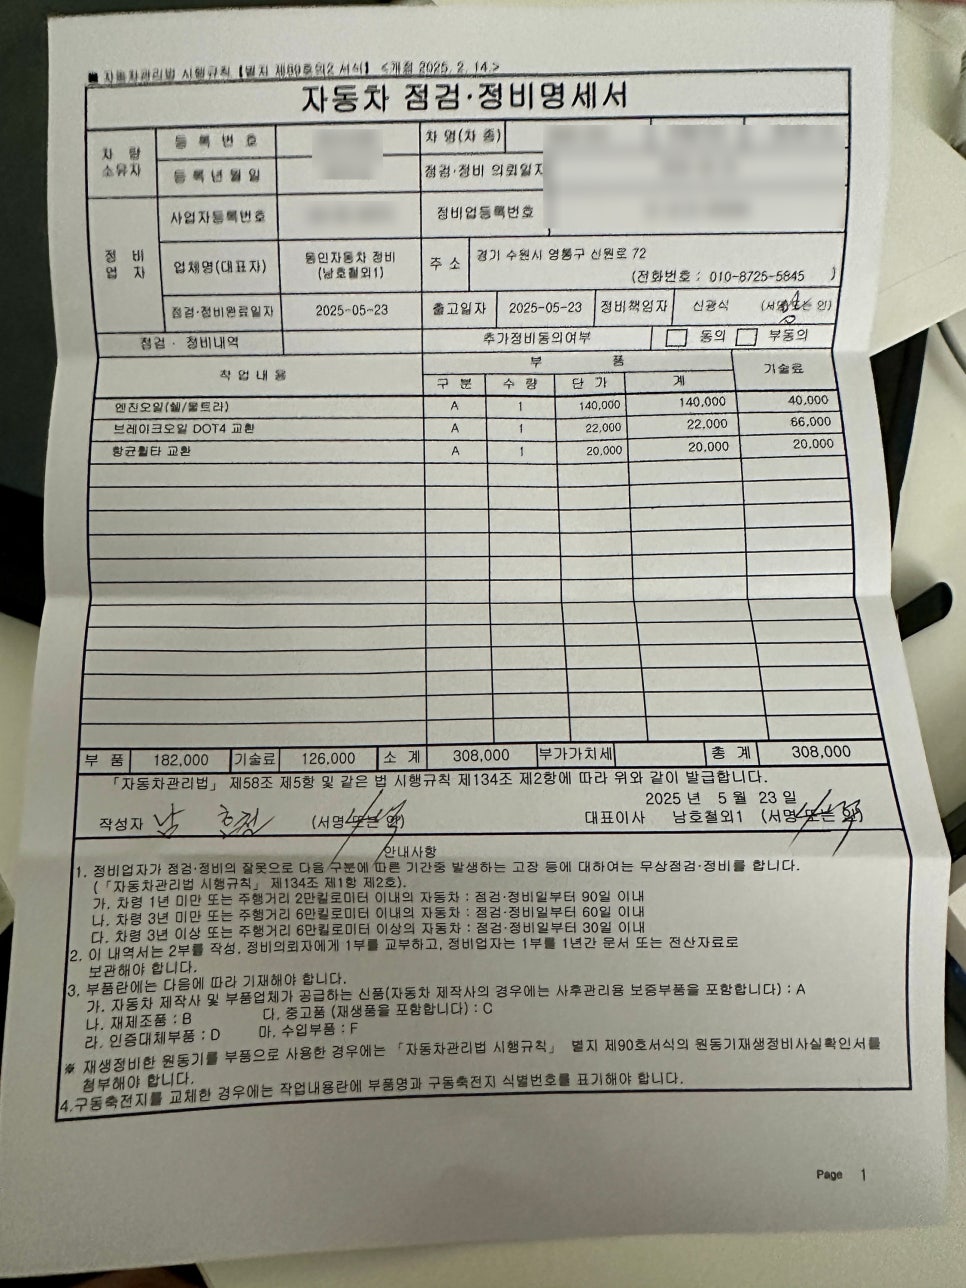 ■ 자동차관리법 시행규칙【별지 제89호의2 서식】 <개정 2025. 2. 14.>
자동차 점검·정비명세서
차 량 소유자
등 록 번 호
차 명(차 종)
등 록 년 월 일
점검·정비 의뢰일자
정 비 업 자
사업자등록번호
정비업등록번호
업체명(대표자)
동인자동차 정비
(남호철외1)
주 소
경기 수원시 영통구 신원로 72
(전화번호 : 010-8725-5845 )
점검·정비완료일자 2025-05-23 출고일자 2025-05-23 정비책임자 신광식 (서명 또는 인)
점검 · 정비내역 추가정비동의여부 □ 동의 □ 부동의
작 업 내 용 부 품 기술료
구 분 수 량 단 가 계
엔진오일(쉘/울트라) A 1 140,000 140,000 40,000
브레이크오일 DOT4 교환 A 1 22,000 22,000 66,000
항균휠타 교환 A 1 20,000 20,000 20,000
부 품 182,000 기술료 126,000 소 계 308,000 부가가치세 총 계 308,000
「자동차관리법」 제58조 제5항 및 같은 법 시행규칙 제134조 제2항에 따라 위와 같이 발급합니다.
2025 년 5 월 23 일
작성자 남 호철 (서명 또는 인) 대표이사 남호철외1 (서명 또는 인)
안내사항
1. 정비업자가 점검·정비의 잘못으로 다음 구분에 따른 기간중 발생하는 고장 등에 대하여는 무상점검·정비를 합니다.
(「자동차관리법 시행규칙」 제134조 제1항 제2호).
가. 차령 1년 미만 또는 주행거리 2만킬로미터 이내의 자동차 : 점검·정비일부터 90일 이내
나. 차령 3년 미만 또는 주행거리 6만킬로미터 이내의 자동차 : 점검·정비일부터 60일 이내
다. 차령 3년 이상 또는 주행거리 6만킬로미터 이상의 자동차 : 점검·정비일부터 30일 이내
2. 이 내역서는 2부를 작성, 정비의뢰자에게 1부를 교부하고, 정비업자는 1부를 1년간 문서 또는 전산자료로
보관해야 합니다.
3. 부품란에는 다음에 따라 기재해야 합니다.
가. 자동차 제작사 및 부품업체가 공급하는 신품(자동차 제작사의 경우에는 사후관리용 보증부품을 포함합니다) : A
나. 재제조품 : B 다. 중고품 (재생품을 포함합니다) : C
라. 인증대체부품 : D 마. 수입부품 : F
※ 재생정비한 원동기를 부품으로 사용한 경우에는 「자동차관리법 시행규칙」 별지 제90호서식의 원동기재생정비사실확인서를
첨부해야 합니다.
4.구동축전지를 교체한 경우에는 작업내용란에 부품명과 구동축전지 식별번호를 표기해야 합니다.
Page 1